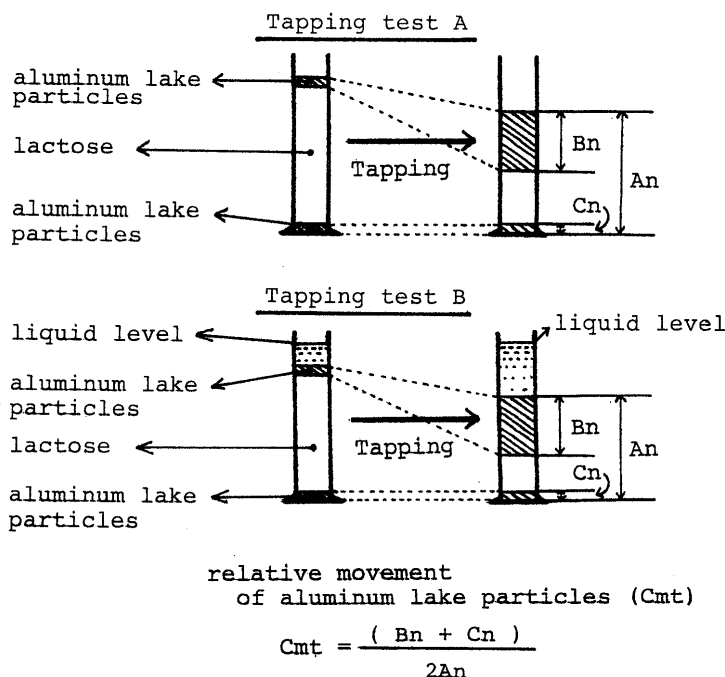 Tapping test A
aluminum lake
particles
lactose
Tapping
aluminum lake
particles
Bn
An
Cn
Tapping test B
liquid level
liquid level
aluminum lake
particles
lactose
Tapping
aluminum lake
particles
Bn
An
Cn
relative movement
of aluminum lake particles (Cmt)
Cmt = ( Bn + Cn )
2An